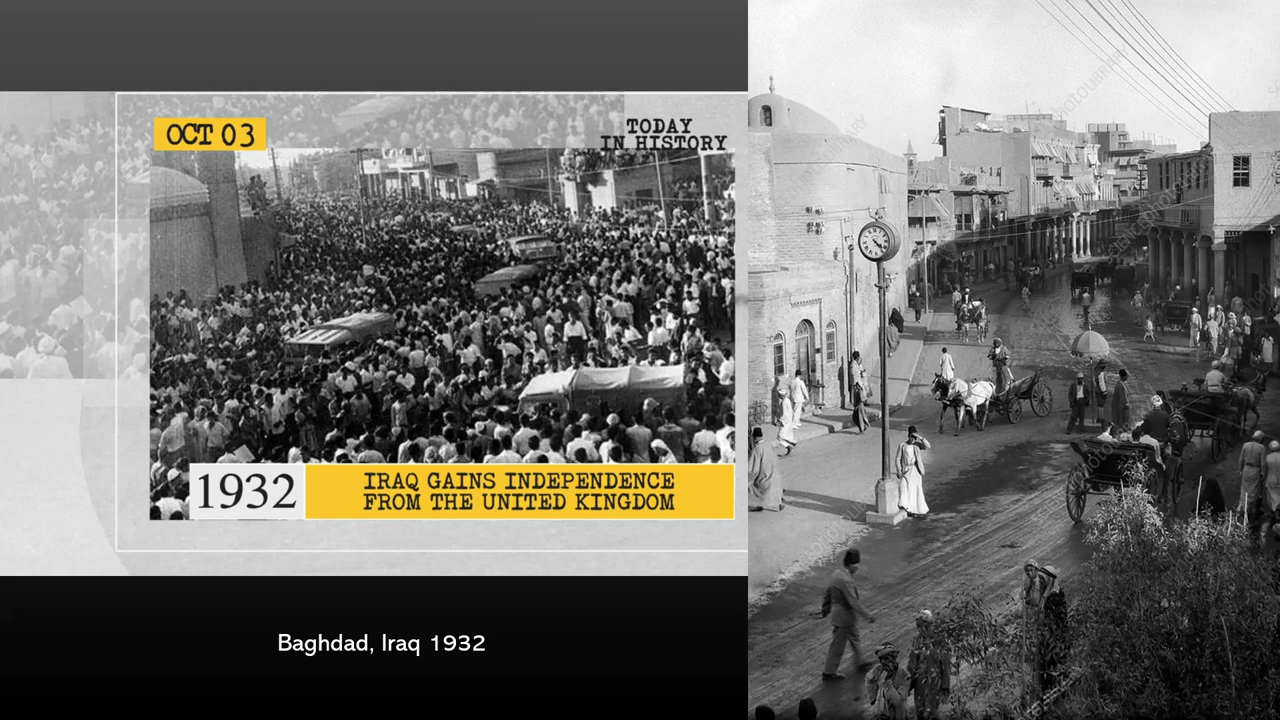 OCT 03
TODAY
IN HISTORY
1932
IRAQ GAINS INDEPENDENCE
FROM THE UNITED KINGDOM
Baghdad, Iraq 1932